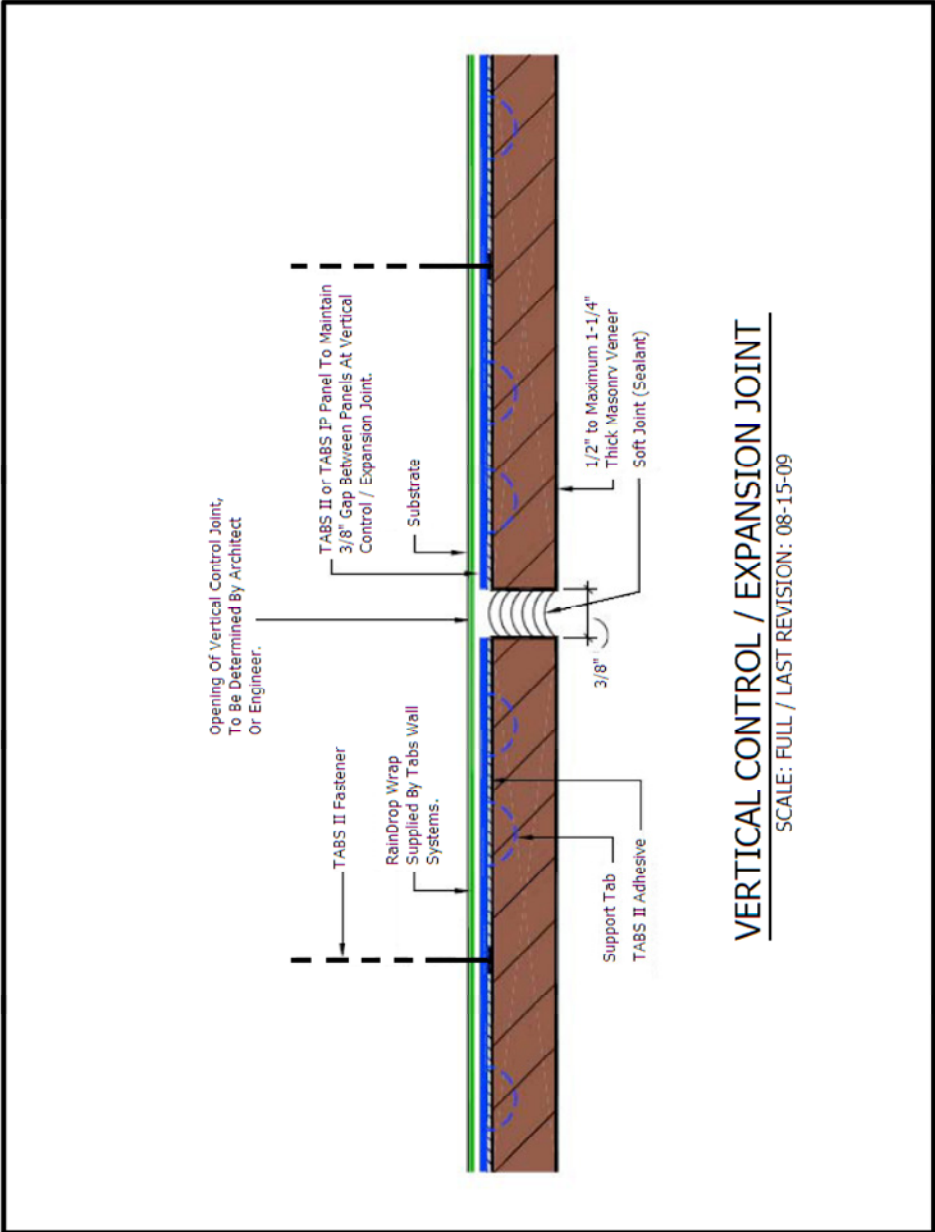 Opening Of Vertical Control Joint,
To Be Determined By Architect
Or Engineer.
TABS II Fastener
RainDrop Wrap
Supplied By Tabs Wall
Systems.
TABS II or TABS IP Panel To Maintain
3/8" Gap Between Panels At Vertical
Control / Expansion Joint.
Substrate
3/8"
Support Tab
TABS II Adhesive
1/2" to Maximum 1-1/4"
Thick Masonry Veneer
Soft Joint (Sealant)
VERTICAL CONTROL / EXPANSION JOINT
SCALE: FULL / LAST REVISION: 08-15-09